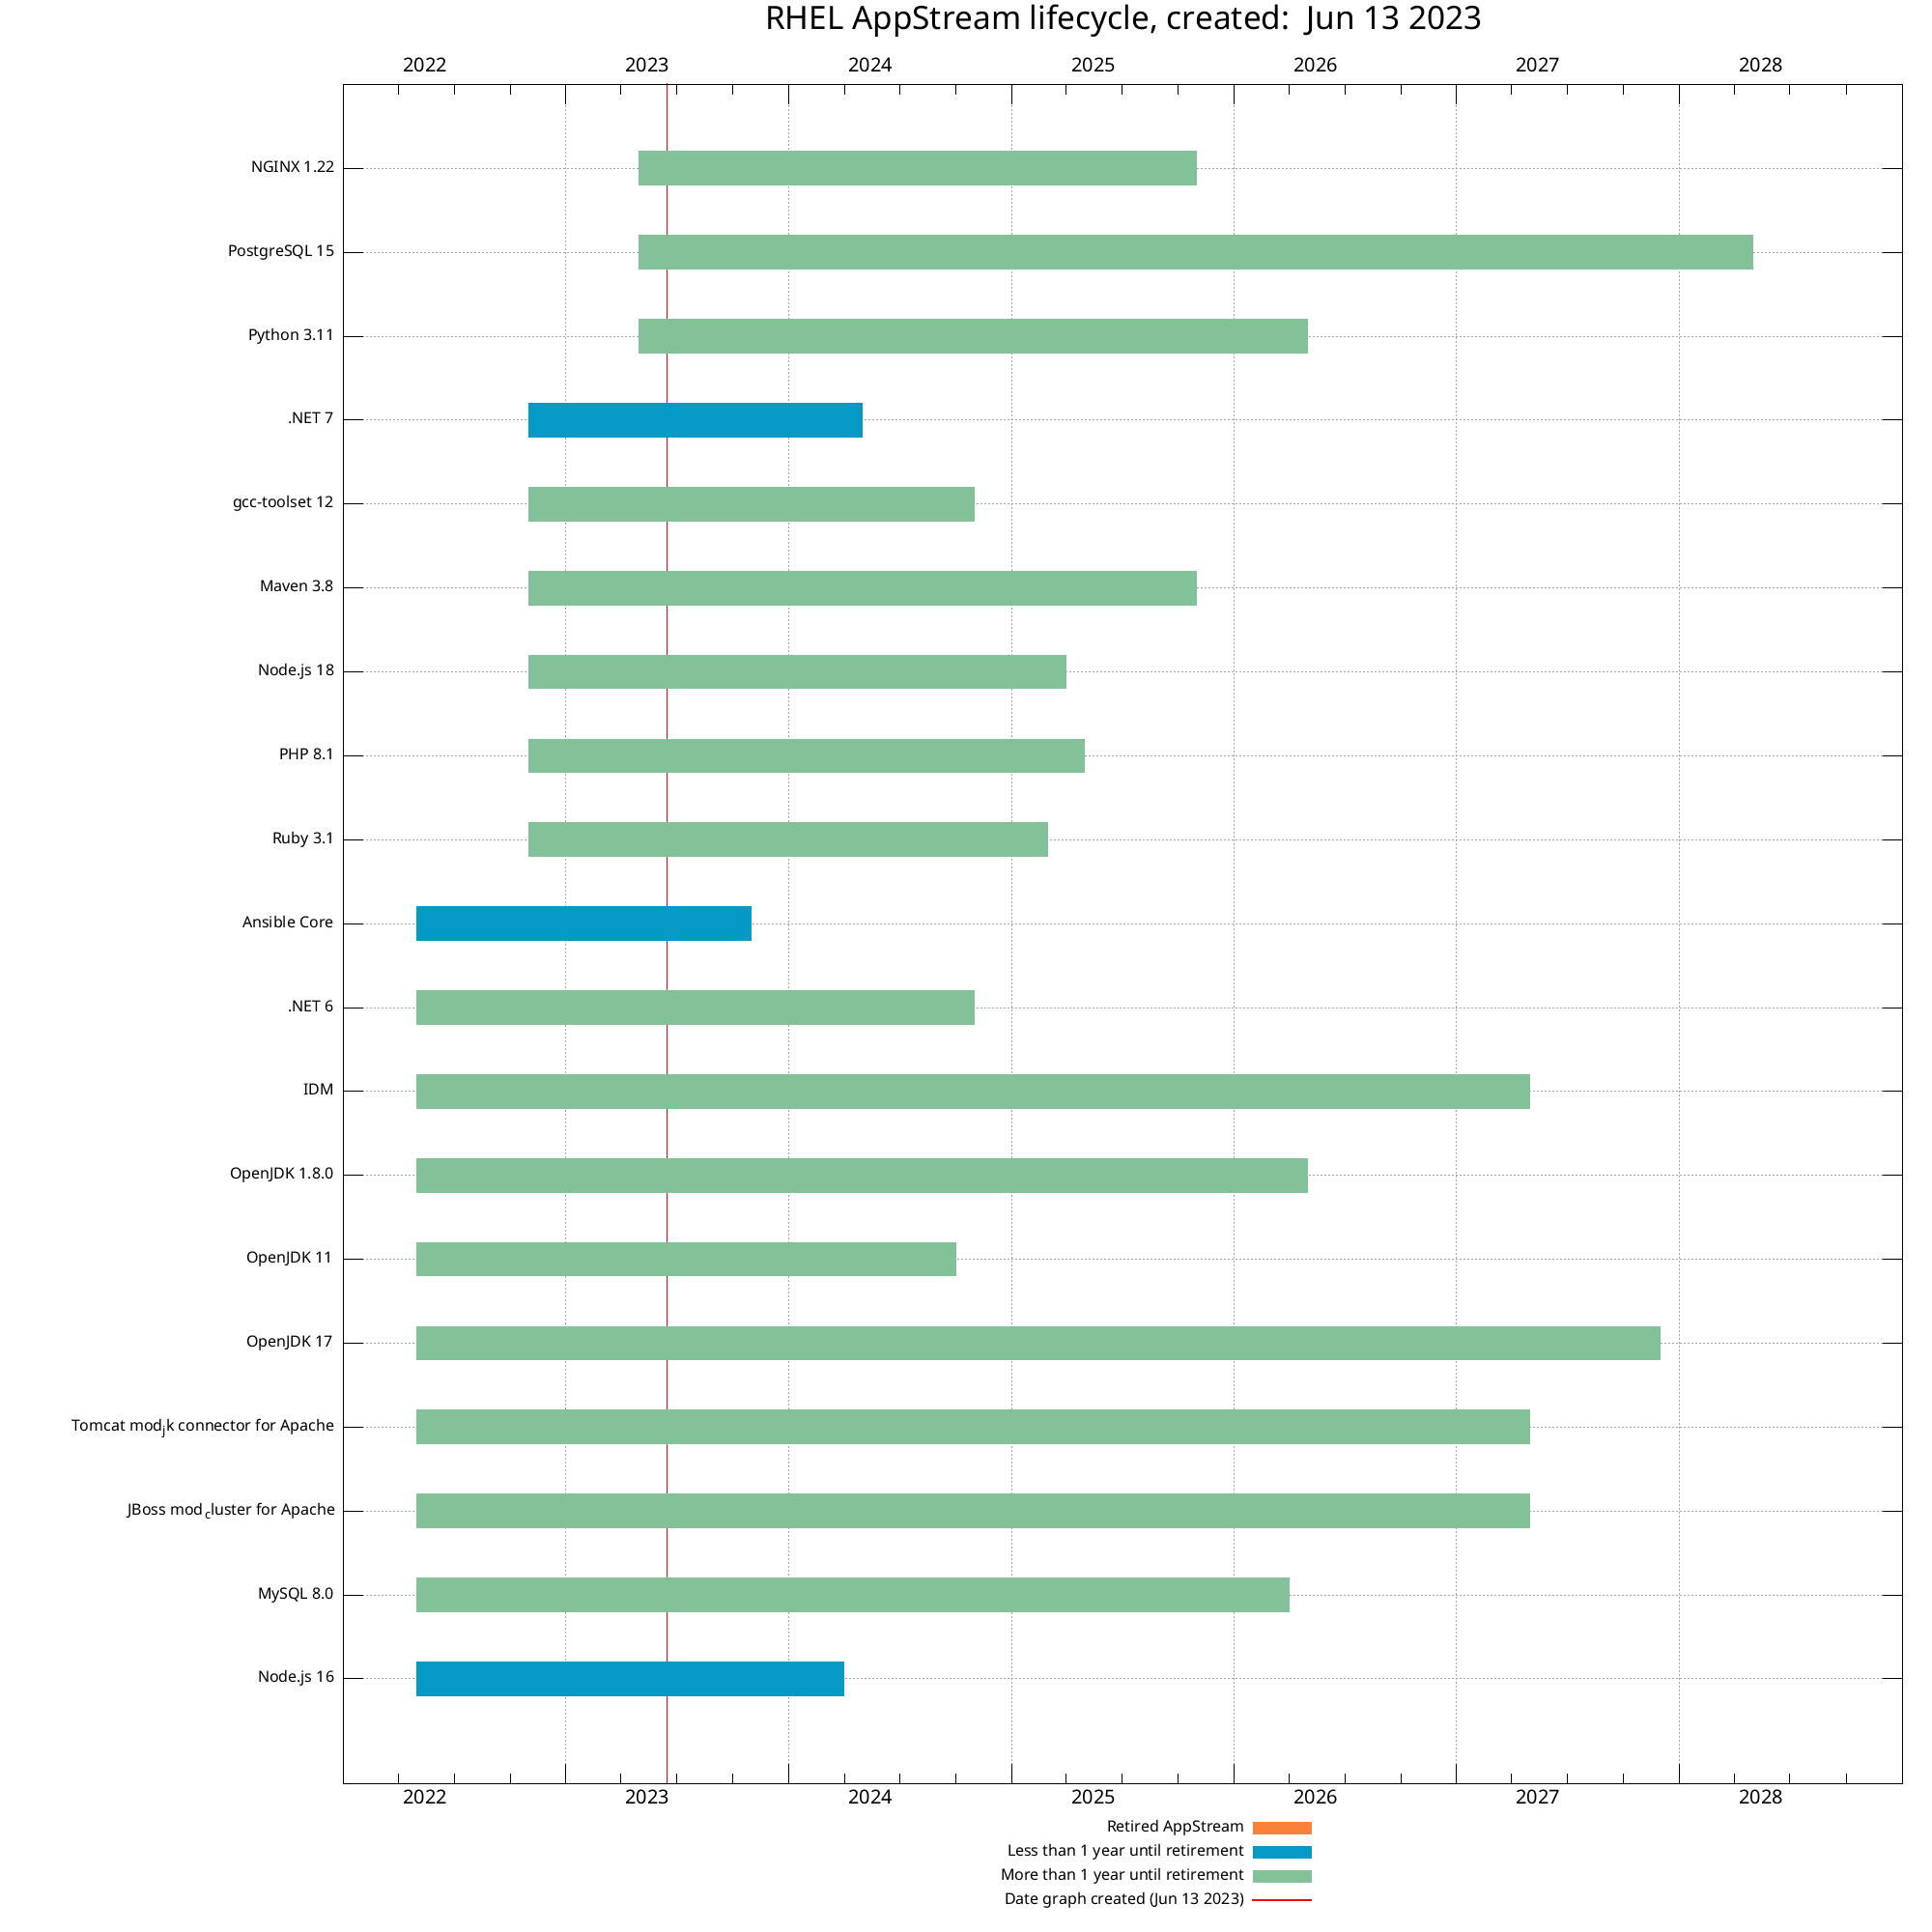 RHEL AppStream lifecycle, created: Jun 13 2023
2022 2023 2024 2025 2026 2027 2028
NGINX 1.22
PostgreSQL 15
Python 3.11
.NET 7
gcc-toolset 12
Maven 3.8
Node.js 18
PHP 8.1
Ruby 3.1
Ansible Core
.NET 6
IDM
OpenJDK 1.8.0
OpenJDK 11
OpenJDK 17
Tomcat modjk connector for Apache
JBoss modcluster for Apache
MySQL 8.0
Node.js 16
2022 2023 2024 2025 2026 2027 2028
Retired AppStream
Less than 1 year until retirement
More than 1 year until retirement
Date graph created (Jun 13 2023)